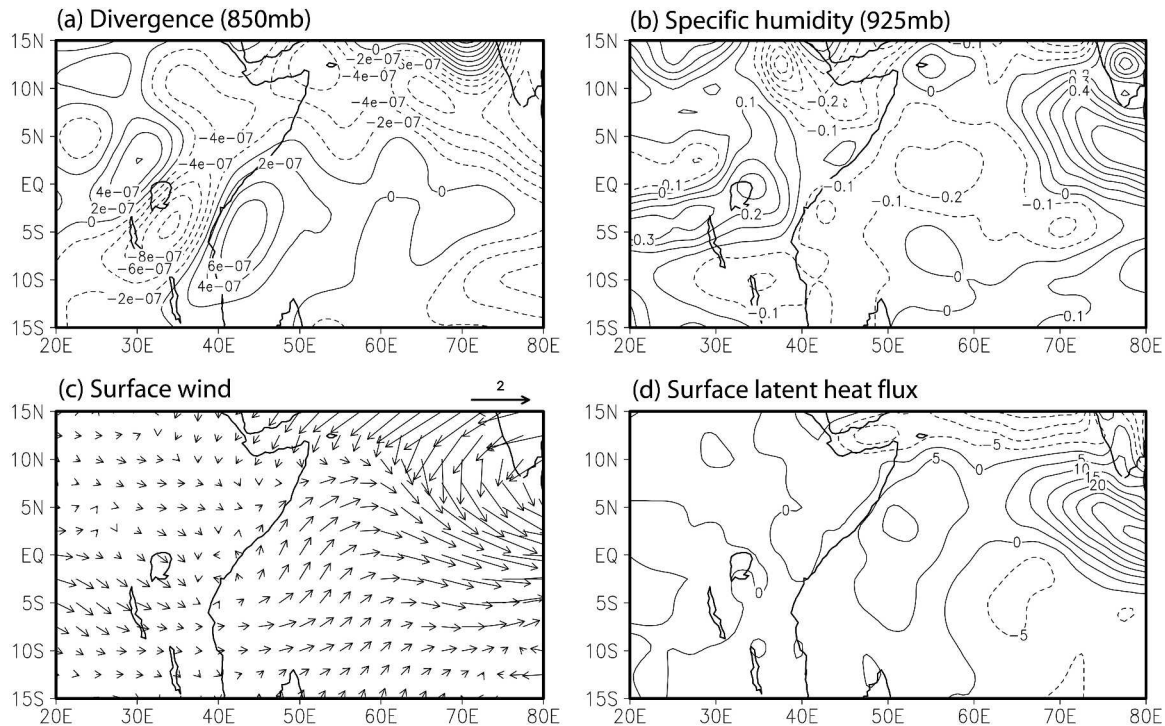 (a) Divergence (850mb)
15N
10N
5N
EQ
5S
10S
15S
0
-2e-07
-4e-07
-4e-07
-2e-07
-4e-07
-4e-07
2e-07
4e-07
2e-07
0
0
0
-8e-07
-6e-07
-2e-07
6e-07
4e-07
20E 30E 40E 50E 60E 70E 80E
(b) Specific humidity (925mb)
15N
10N
5N
EQ
5S
10S
15S
-0.1
0
0.3
0.4
0.1
-0.2
-0.1
0
-0.1
-0.1
-0.2
-0.1
-0.1
0
0.2
0.3
0
0
-0.1
0.1
20E 30E 40E 50E 60E 70E 80E
(c) Surface wind
2
15N
10N
5N
EQ
5S
10S
15S
20E 30E 40E 50E 60E 70E 80E
(d) Surface latent heat flux
15N
10N
5N
EQ
5S
10S
15S
-5
5
0
5
10
20
0
0
0
-5
20E 30E 40E 50E 60E 70E 80E